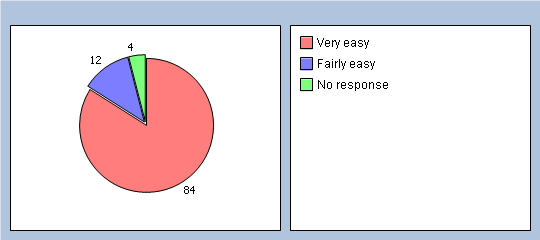 4
12
84
Very easy
Fairly easy
No response